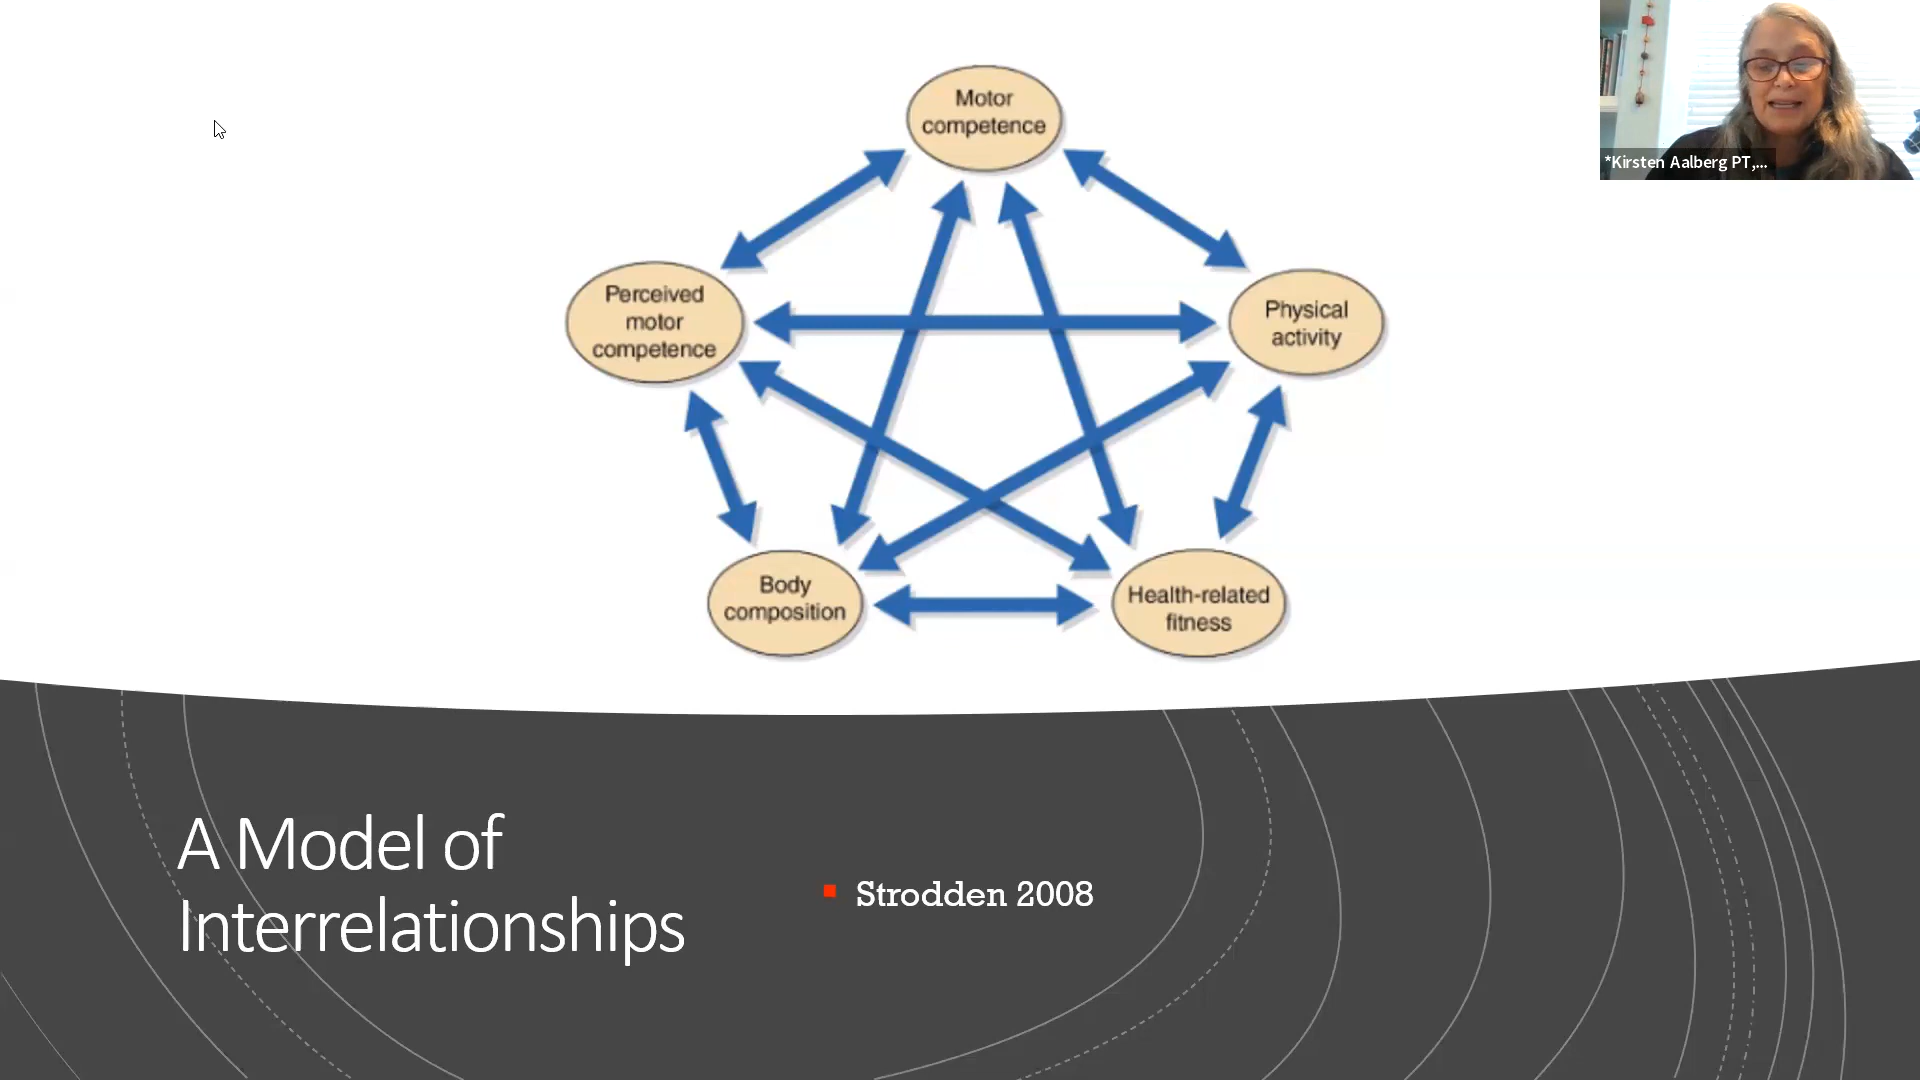 Motor
competence
*Kirsten Aalberg PT,...
Perceived
motor
competence
Physical
activity
Body
composition
Health-related
fitness
A Model of
Interrelationships
Strodden 2008